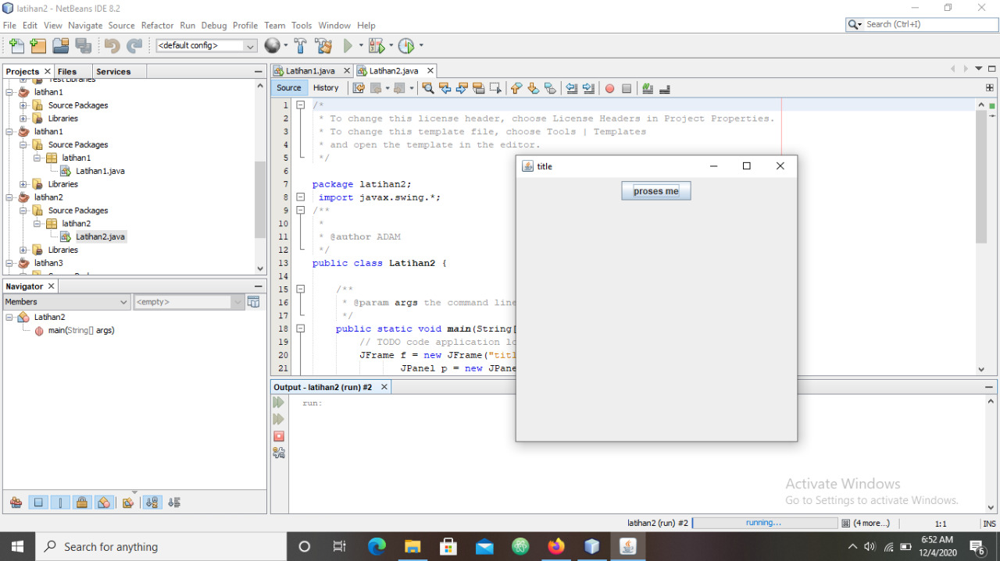 latihan2 - NetBeans IDE 8.2
File Edit View Navigate Source Refactor Run Debug Profile Team Tools Window Help
Search (Ctrl+I)
<default config>
Projects Files Services
Test Libraries
latihan1
Source Packages
Libraries
latihan1
Source Packages
latihan1
Latihan1.java
Libraries
latihan2
Source Packages
latihan2
Latihan2.java
Libraries
latihan3
Navigator
Members
<empty>
Latihan2
main(String[] args)
Latihan1.java Latihan2.java
Source History
1 /*
2 * To change this license header, choose License Headers in Project Properties.
3 * To change this template file, choose Tools | Templates
4 * and open the template in the editor.
5 */
6
7 package latihan2;
8 import javax.swing.*;
9 /**
10 *
11 * @author ADAM
12 */
13 public class Latihan2 {
14
15 /**
16 * @param args the command line
17 */
18 public static void main(String[
19 // TODO code application lo
20 JFrame f = new JFrame("titl
21 JPanel p = new JPane
title
proses me
Output - latihan2 (run) #2
run:
Activate Windows
Go to Settings to activate Windows.
latihan2 (run) #2 running... (4 more...) 1:1 INS
Search for anything
6:52 AM
12/4/2020
6